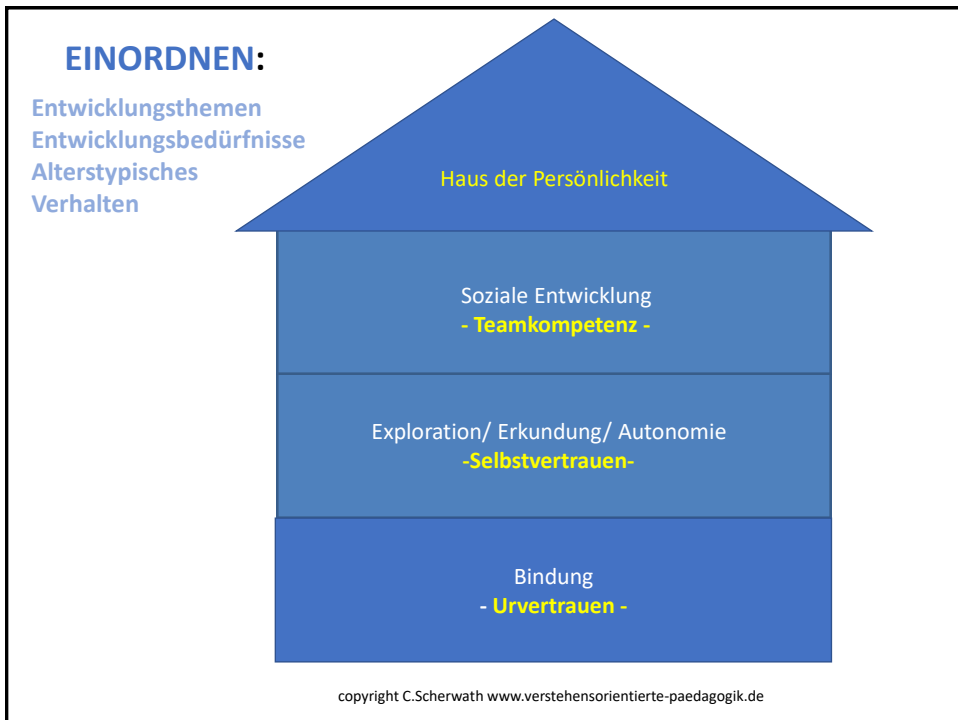 EINORDNEN:
Entwicklungsthemen
Entwicklungsbedürfnisse
Alterstypisches
Verhalten
Haus der Persönlichkeit
Soziale Entwicklung
- Teamkompetenz -
Exploration/ Erkundung/ Autonomie
-Selbstvertrauen-
Bindung
- Urvertrauen -
copyright C.Scherwath www.verstehensorientierte-paedagogik.de